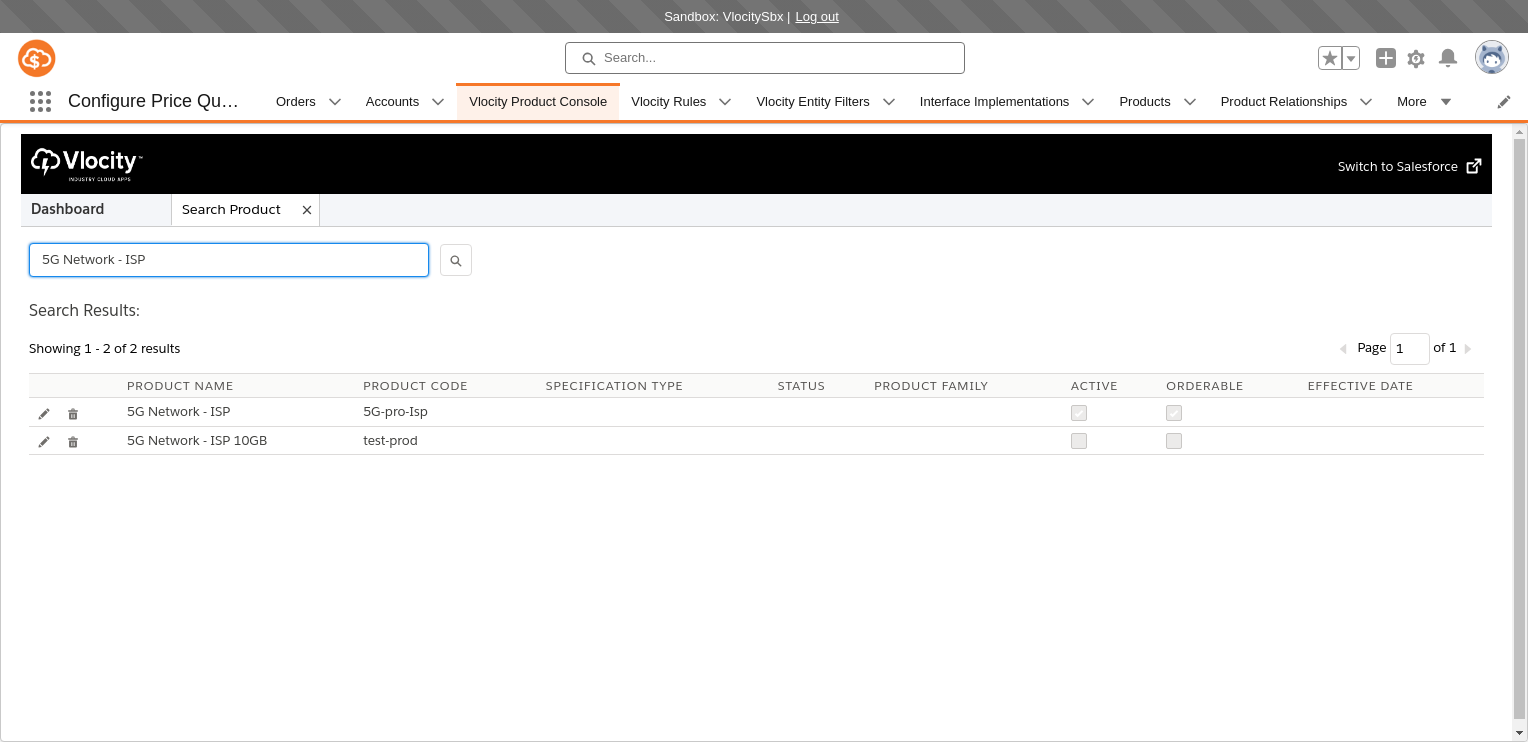 Sandbox: VlocitySbx | Log out
Search...
Configure Price Qu... Orders Accounts Vlocity Product Console Vlocity Rules Vlocity Entity Filters Interface Implementations Products Product Relationships More
Vlocity™
INDUSTRY CLOUD APPS
Switch to Salesforce
Dashboard Search Product
5G Network - ISP
Search Results:
Showing 1 - 2 of 2 results Page 1 of 1
PRODUCT NAME PRODUCT CODE SPECIFICATION TYPE STATUS PRODUCT FAMILY ACTIVE ORDERABLE EFFECTIVE DATE
5G Network - ISP 5G-pro-Isp
5G Network - ISP 10GB test-prod